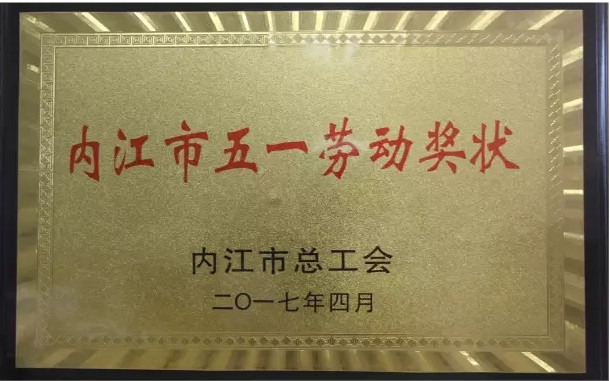 内江市五一劳动奖状
内江市总工会
二〇一七年四月